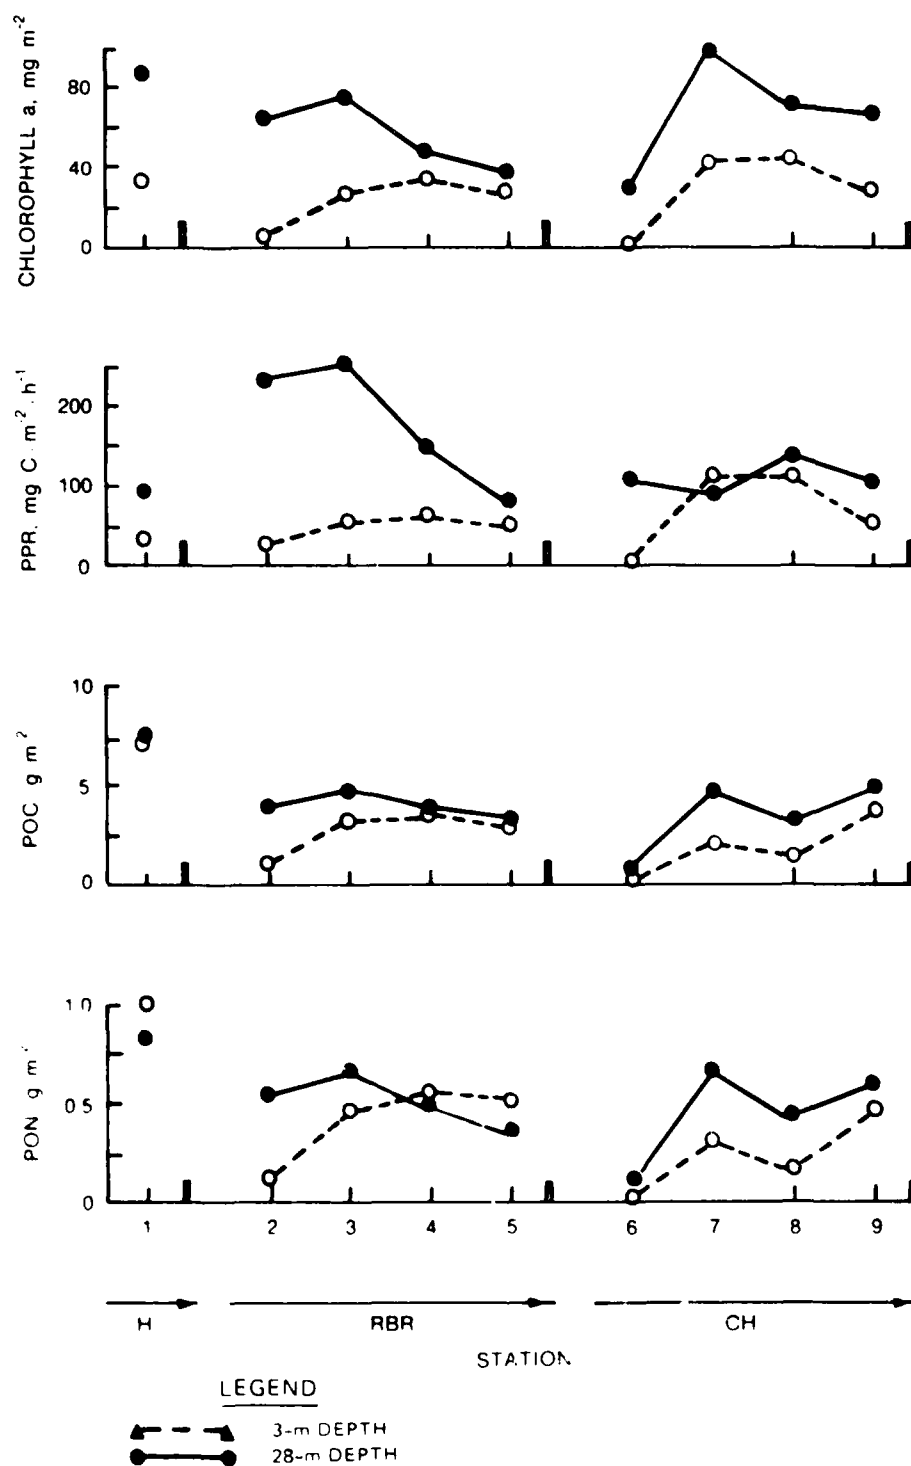 CHLOROPHYLL a, mg m-2
80
40
0
PPR, mg C m-2 . h-1
200
100
0
POC g m2
10
5
0
PON g m
1 0
0 5
0
1 2 3 4 5 6 7 8 9
H RBR CH
STATION
LEGEND
3-m DEPTH
28-m DEPTH